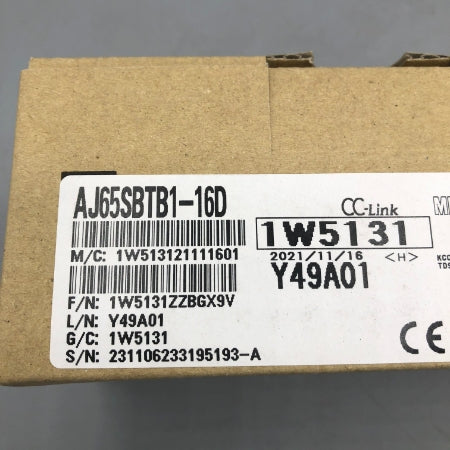 AJ65SBTB1-16D
CC-Link
1W5131
M/C: 1W513121111601
2021/11/16 <H>
Y49A01
F/N: 1W5131ZZBGX9V
L/N: Y49A01
G/C: 1W5131
S/N: 231106233195193-A
CE